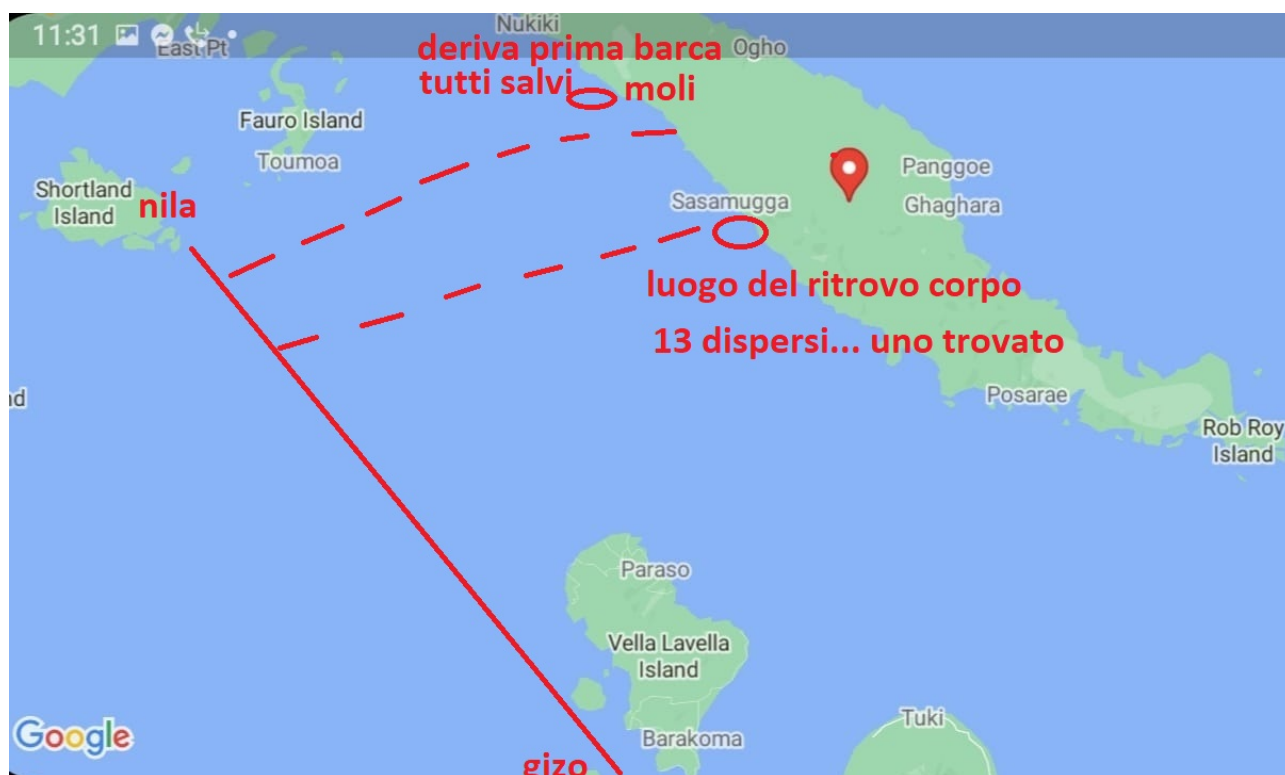 11:31
Nukiki
East Pt
deriva prima barca
Ogho
tutti salvi
moli
Fauro Island
Toumoa
Panggoe
Shortland
Island
nila
Sasamugga
Ghaghara
luogo del ritrovo corpo
13 dispersi... uno trovato
nd
Posarae
Rob Roy
Island
Paraso
Vella Lavella
Island
Tuki
Google
Barakoma
gizo